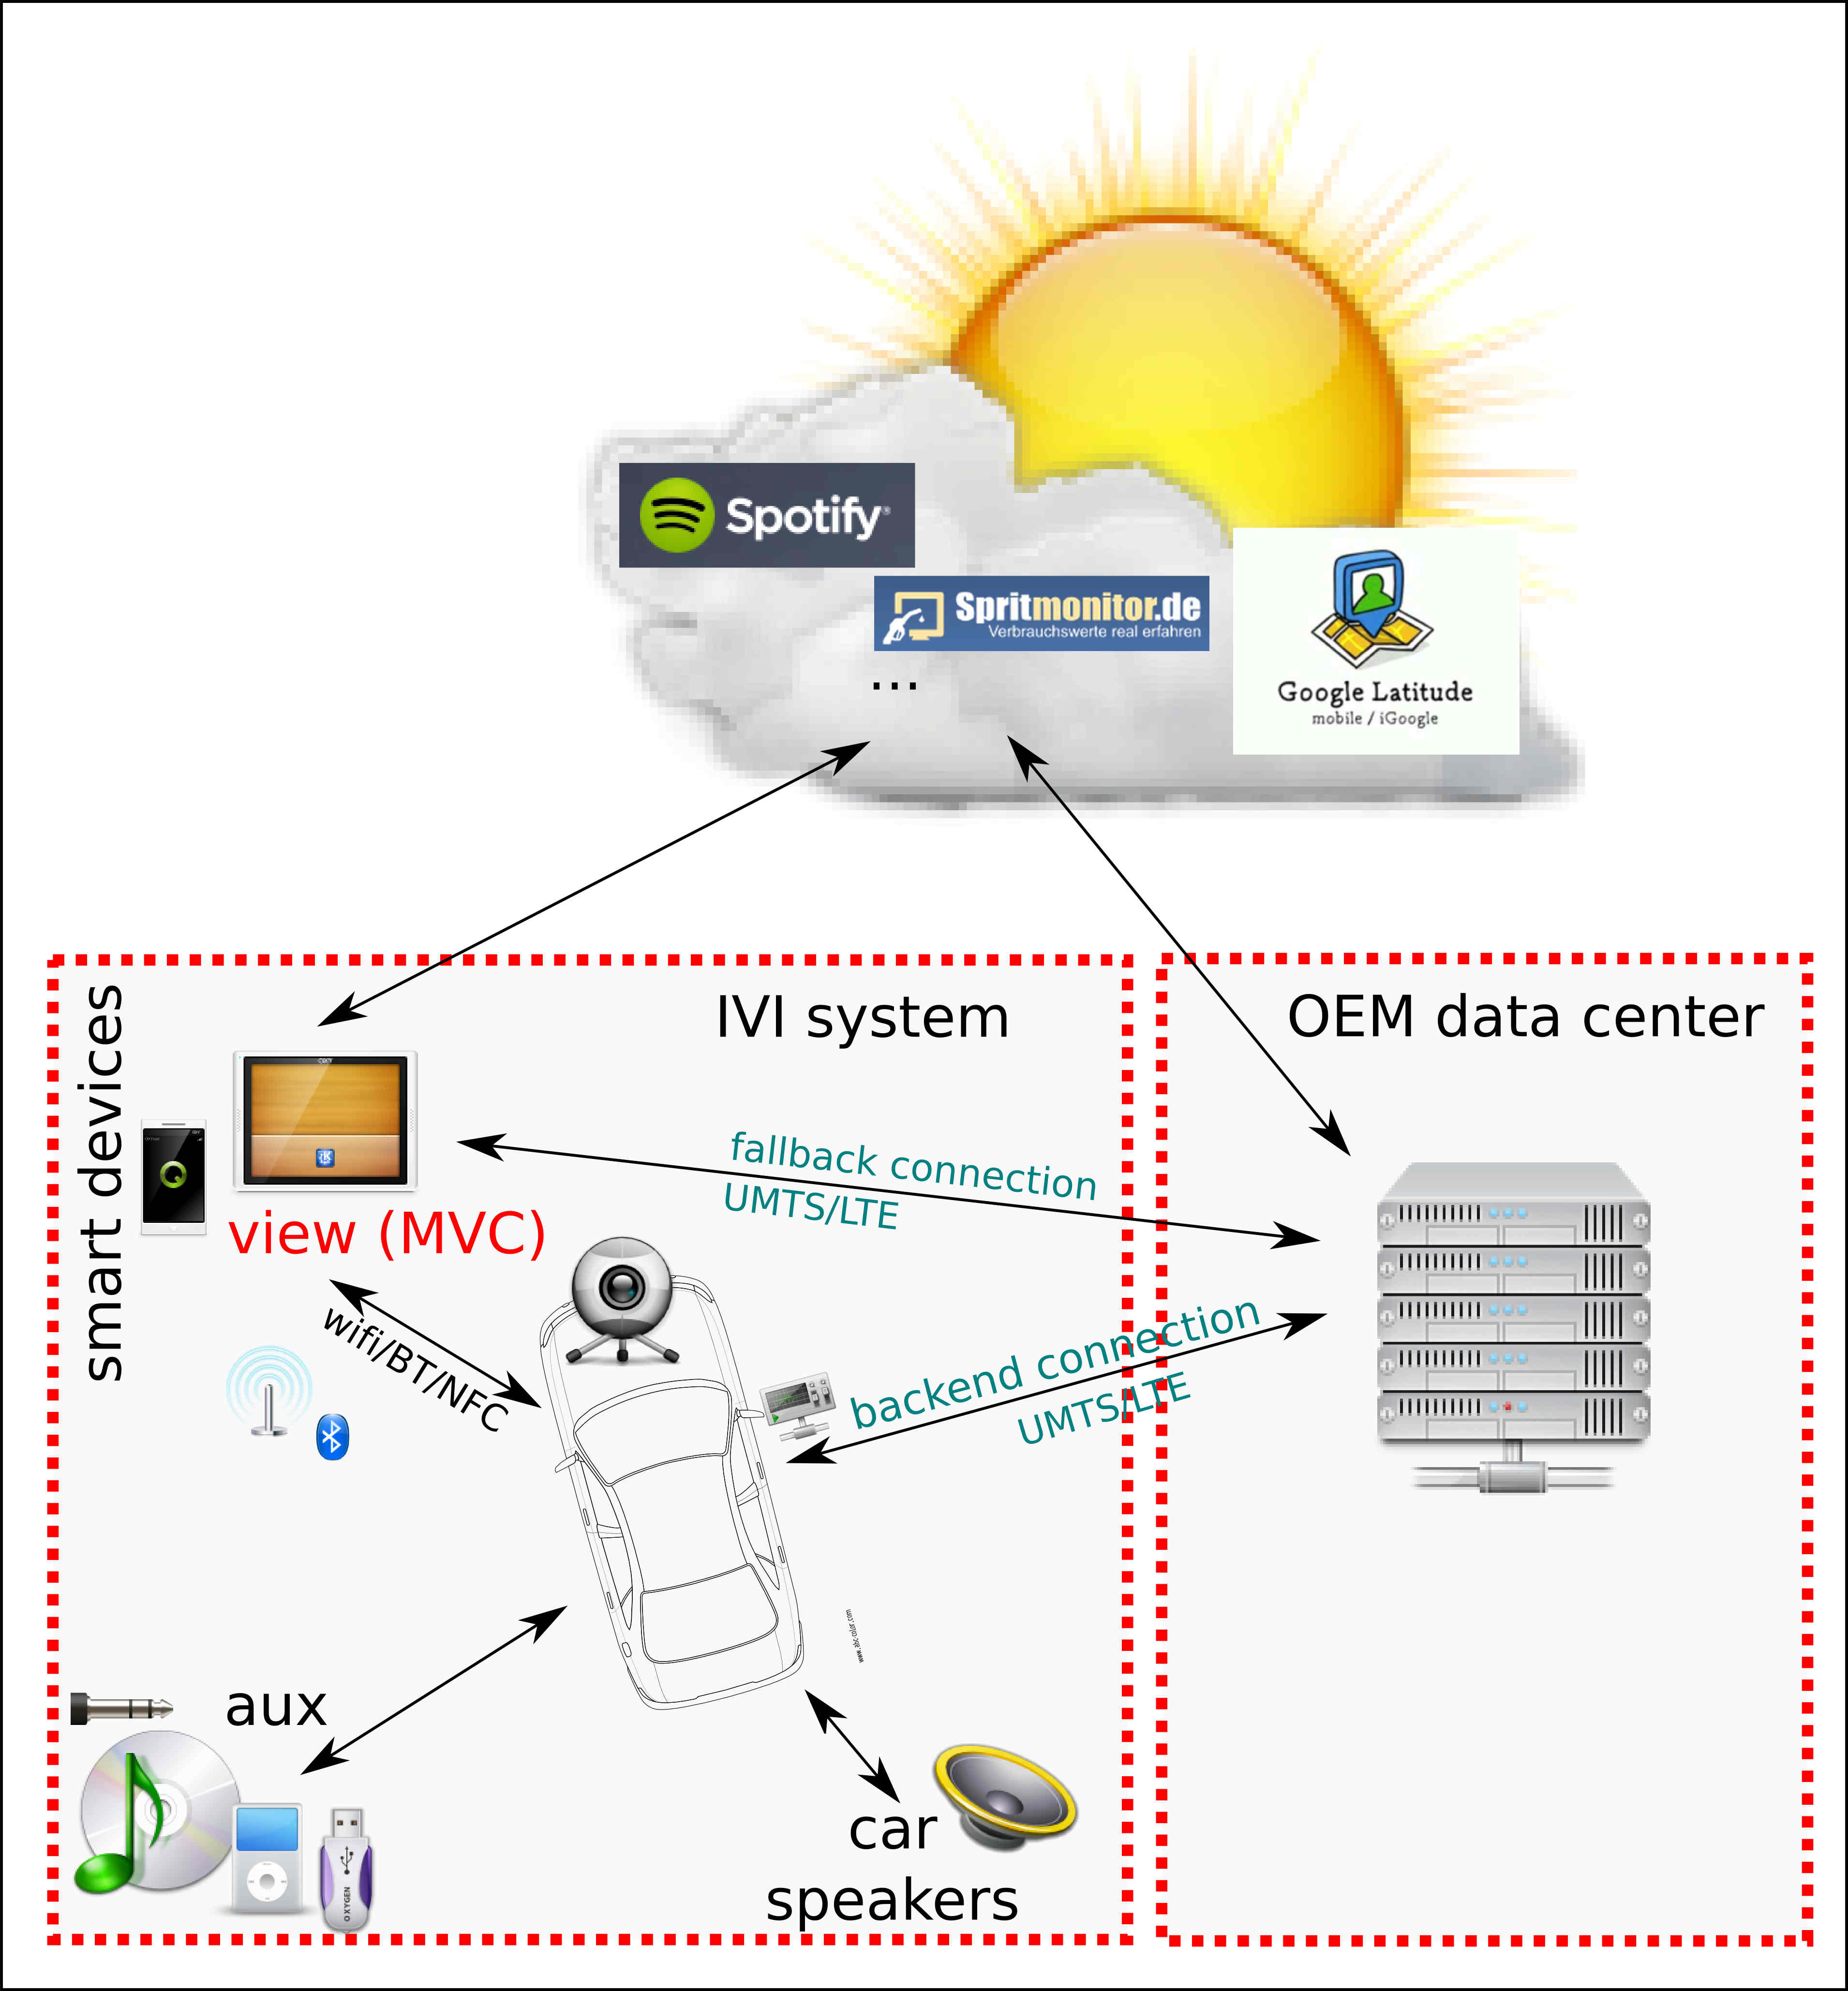 Spotify®
Spritmonitor.de
Verbrauchswerte real erfahren
...
Google Latitude
mobile / iGoogle
smart devices
IVI system
OEM data center
fallback connection
UMTS/LTE
view (MVC)
wifi/BT/NFC
backend connection
UMTS/LTE
aux
OXYGEN
car
speakers